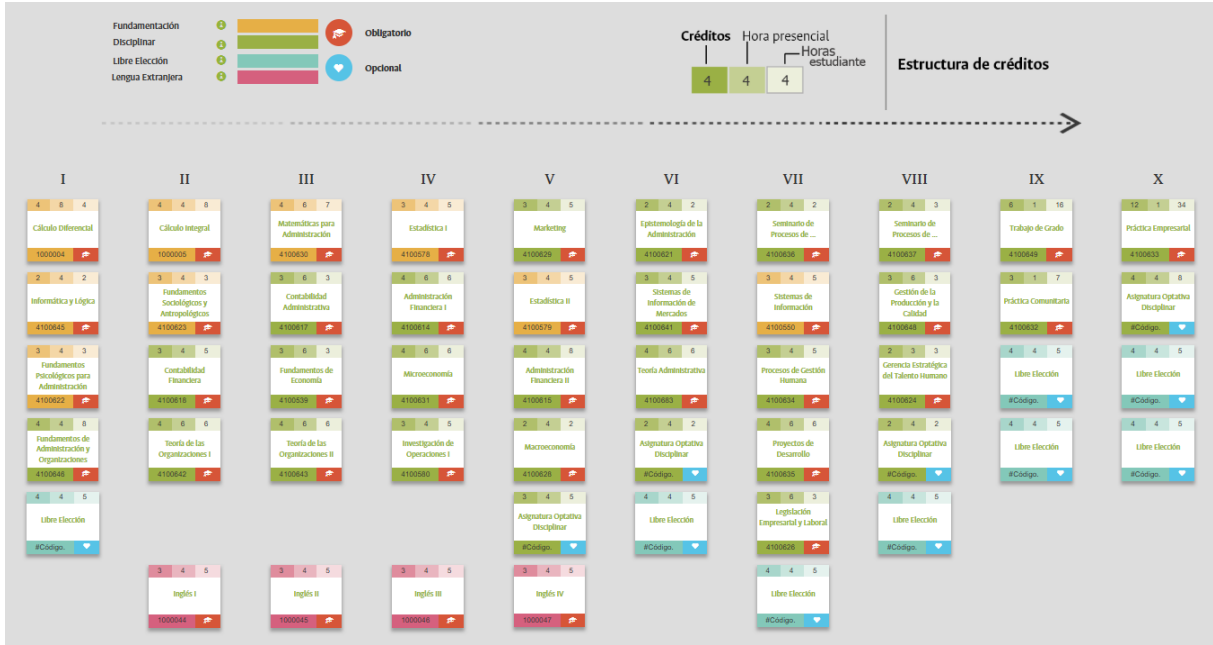 Fundamentación
Disciplinar
Libre Elección
Lengua Extranjera
Obligatorio
Opcional
Créditos Hora presencial
Horas
estudiante
4 4 4
Estructura de créditos
I II III IV V VI VII VIII IX X
4 8 4
Cálculo Diferencial
1000004
4 4 8
Cálculo Integral
1000005
4 6 7
Matemáticas para
Administración
4100630
3 4 5
Estadística I
4100578
3 4 5
Marketing
4100629
2 4 2
Epistemología de la
Administración
4100621
2 4 2
Seminario de
Procesos de ...
4100636
2 4 3
Seminario de
Procesos de ...
4100637
6 1 16
Trabajo de Grado
4100649
12 1 34
Práctica Empresarial
4100633
2 4 2
Informática y Lógica
4100645
3 4 3
Fundamentos
Sociológicos y
Antropológicos
4100623
3 6 3
Contabilidad
Administrativa
4100617
4 6 6
Administración
Financiera I
4100614
3 4 5
Estadística II
4100579
3 4 5
Sistemas de
Información de
Mercados
4100641
3 4 5
Sistemas de
Información
4100550
3 6 3
Gestión de la
Producción y la
Calidad
4100648
3 1 7
Práctica Comunitaria
4100632
4 4 8
Asignatura Optativa
Disciplinar
#Código.
3 4 3
Fundamentos
Psicológicos para
Administración
4100622
3 4 5
Contabilidad
Financiera
4100618
3 6 3
Fundamentos de
Economía
4100539
4 6 6
Microeconomía
4100631
4 4 8
Administración
Financiera II
4100615
4 6 6
Teoría Administrativa
4100683
3 4 5
Procesos de Gestión
Humana
4100634
2 3 3
Gerencia Estratégica
del Talento Humano
4100624
4 4 5
Libre Elección
#Código.
4 4 5
Libre Elección
#Código.
4 4 8
Fundamentos de
Administración y
Organizaciones
4100646
4 6 6
Teoría de las
Organizaciones I
4100642
4 6 6
Teoría de las
Organizaciones II
4100643
3 4 5
Investigación de
Operaciones I
4100580
2 4 2
Macroeconomía
4100628
2 4 2
Asignatura Optativa
Disciplinar
#Código.
4 6 6
Proyectos de
Desarrollo
4100635
2 4 2
Asignatura Optativa
Disciplinar
#Código.
4 4 5
Libre Elección
#Código.
4 4 5
Libre Elección
#Código.
4 4 5
Libre Elección
#Código.
3 4 5
Asignatura Optativa
Disciplinar
#Código.
4 4 5
Libre Elección
#Código.
3 6 3
Legislación
Empresarial y Laboral
4100626
4 4 5
Libre Elección
#Código.
3 4 5
Inglés I
1000044
3 4 5
Inglés II
1000045
3 4 5
Inglés III
1000046
3 4 5
Inglés IV
1000047
4 4 5
Libre Elección
#Código.